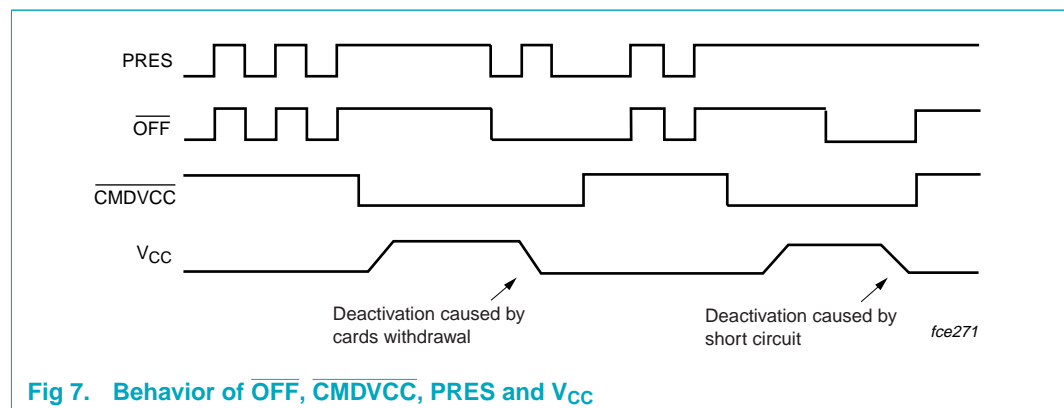 PRES
OFF
CMDVCC
VCC
Deactivation caused by
cards withdrawal
Deactivation caused by
short circuit
fce271
Fig 7. Behavior of OFF, CMDVCC, PRES and VCC